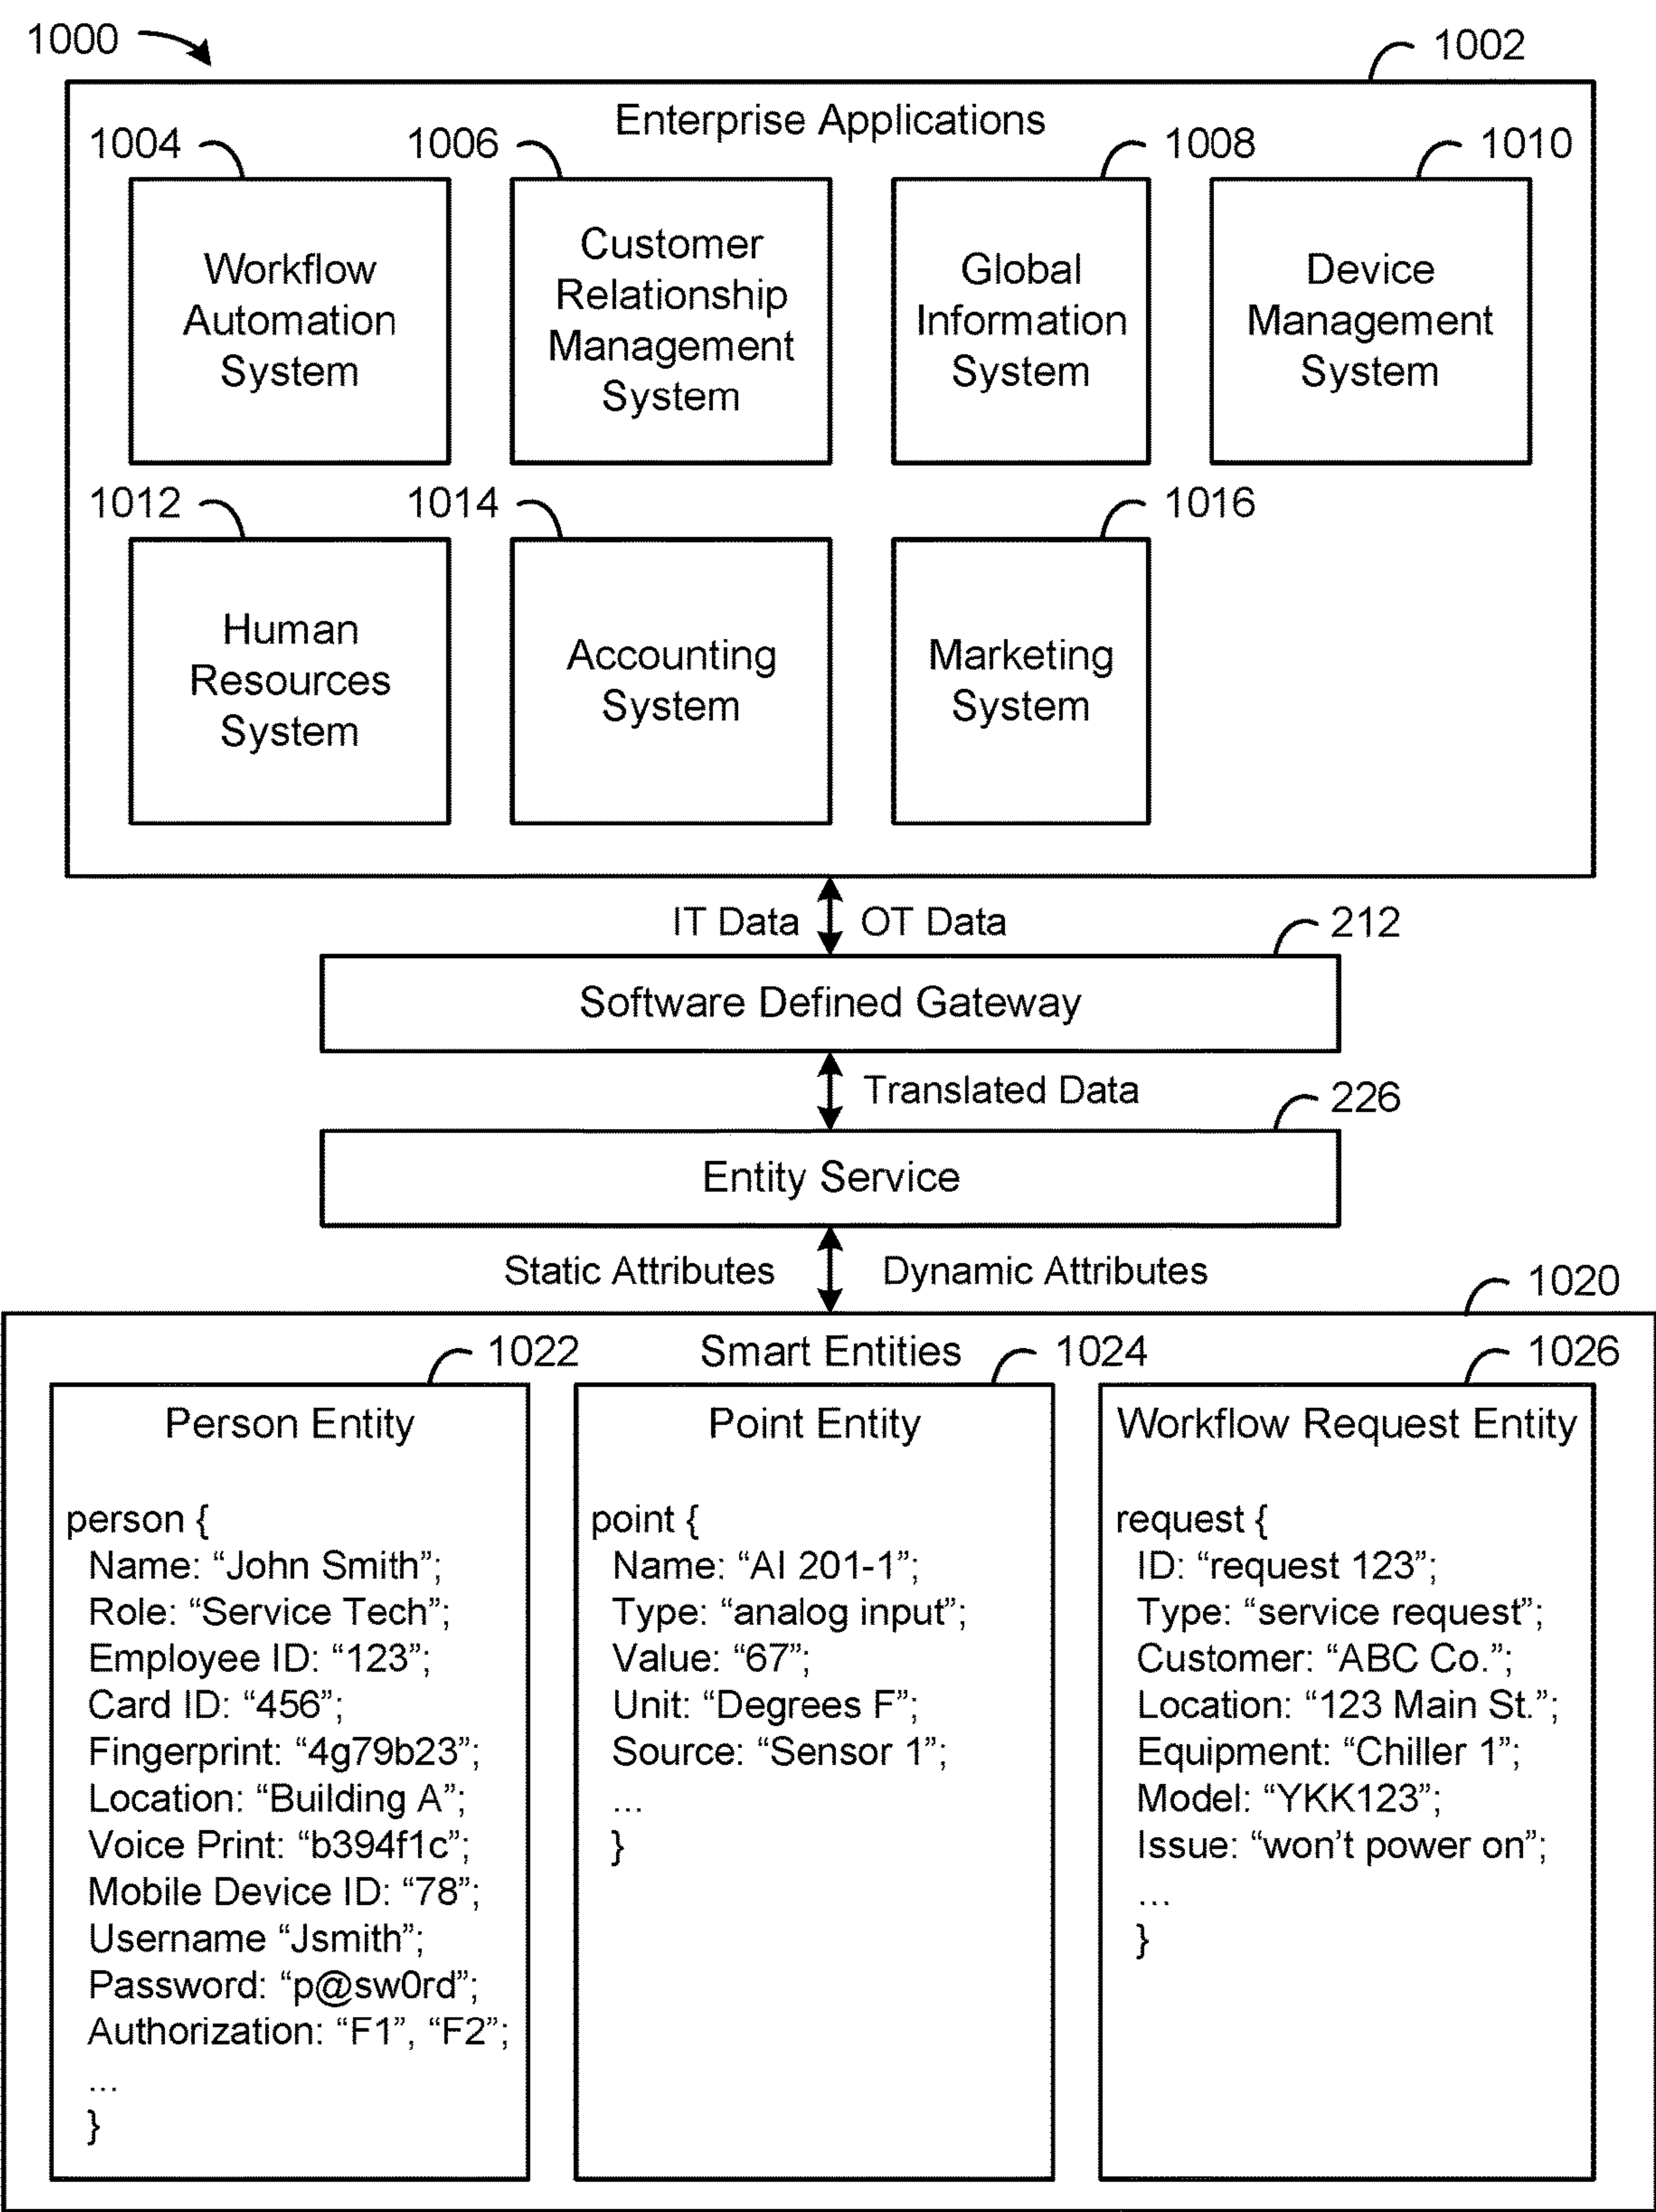 1000
1002
Enterprise Applications
1004
1006
1008
1010
Workflow
Automation
System
Customer
Relationship
Management
System
Global
Information
System
Device
Management
System
1012
1014
1016
Human
Resources
System
Accounting
System
Marketing
System
IT Data
OT Data
212
Software Defined Gateway
Translated Data
226
Entity Service
Static Attributes
Dynamic Attributes
1020
Smart Entities
1022
1024
1026
Person Entity
person {
Name: “John Smith”;
Role: “Service Tech”;
Employee ID: “123”;
Card ID: “456”;
Fingerprint: “4g79b23”;
Location: “Building A”;
Voice Print: “b394f1c”;
Mobile Device ID: “78”;
Username “Jsmith”;
Password: “p@sw0rd”;
Authorization: “F1”, “F2”;
...
}
Point Entity
point {
Name: “AI 201-1”;
Type: “analog input”;
Value: “67”;
Unit: “Degrees F”;
Source: “Sensor 1”;
...
}
Workflow Request Entity
request {
ID: “request 123”;
Type: “service request”;
Customer: “ABC Co.”;
Location: “123 Main St.”;
Equipment: “Chiller 1”;
Model: “YKK123”;
Issue: “won’t power on”;
...
}